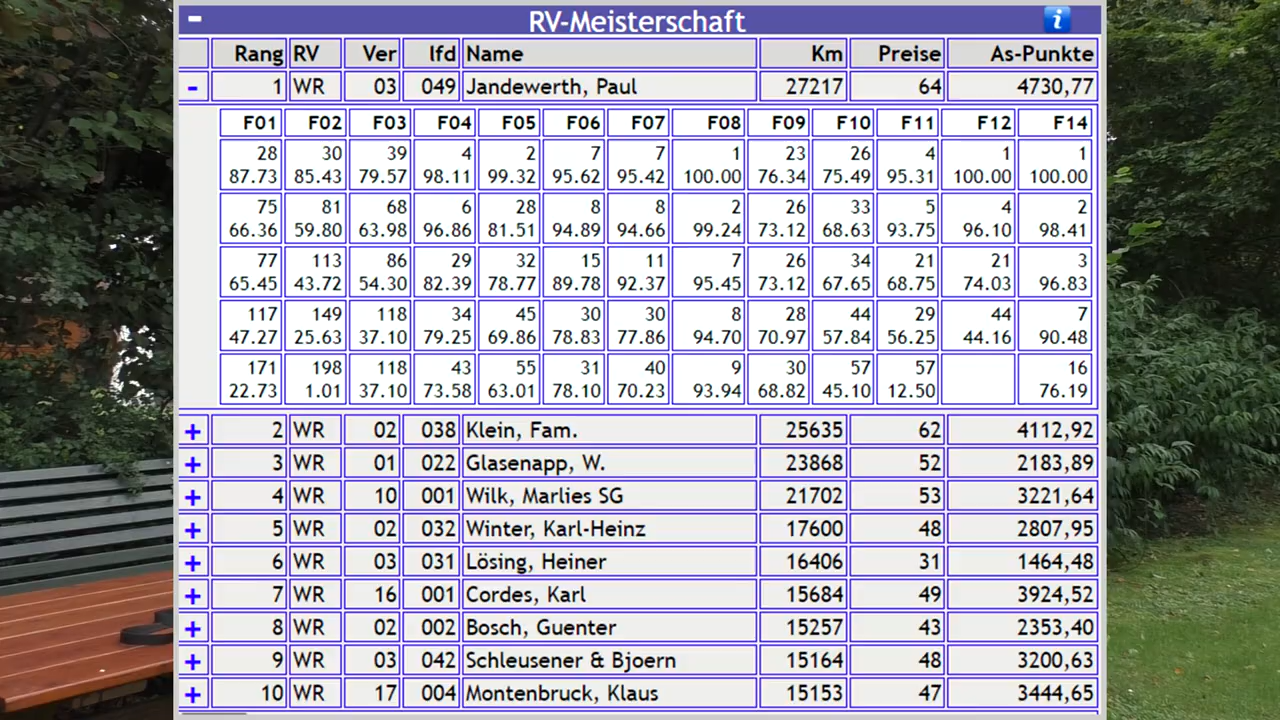 - RV-Meisterschaft i
Rang RV Ver lfd Name Km Preise As-Punkte
- 1 WR 03 049 Jandewerth, Paul 27217 64 4730,77
F01 F02 F03 F04 F05 F06 F07 F08 F09 F10 F11 F12 F14
28 30 39 4 2 7 7 1 23 26 4 1 1
87.73 85.43 79.57 98.11 99.32 95.62 95.42 100.00 76.34 75.49 95.31 100.00 100.00
75 81 68 6 28 8 8 2 26 33 5 4 2
66.36 59.80 63.98 96.86 81.51 94.89 94.66 99.24 73.12 68.63 93.75 96.10 98.41
77 113 86 29 32 15 11 7 26 34 21 21 3
65.45 43.72 54.30 82.39 78.77 89.78 92.37 95.45 73.12 67.65 68.75 74.03 96.83
117 149 118 34 45 30 30 8 28 44 29 44 7
47.27 25.63 37.10 79.25 69.86 78.83 77.86 94.70 70.97 57.84 56.25 44.16 90.48
171 198 118 43 55 31 40 9 30 57 57 16
22.73 1.01 37.10 73.58 63.01 78.10 70.23 93.94 68.82 45.10 12.50 76.19
+ 2 WR 02 038 Klein, Fam. 25635 62 4112,92
+ 3 WR 01 022 Glasenapp, W. 23868 52 2183,89
+ 4 WR 10 001 Wilk, Marlies SG 21702 53 3221,64
+ 5 WR 02 032 Winter, Karl-Heinz 17600 48 2807,95
+ 6 WR 03 031 Lösing, Heiner 16406 31 1464,48
+ 7 WR 16 001 Cordes, Karl 15684 49 3924,52
+ 8 WR 02 002 Bosch, Guenter 15257 43 2353,40
+ 9 WR 03 042 Schleusener & Bjoern 15164 48 3200,63
+ 10 WR 17 004 Montenbruck, Klaus 15153 47 3444,65